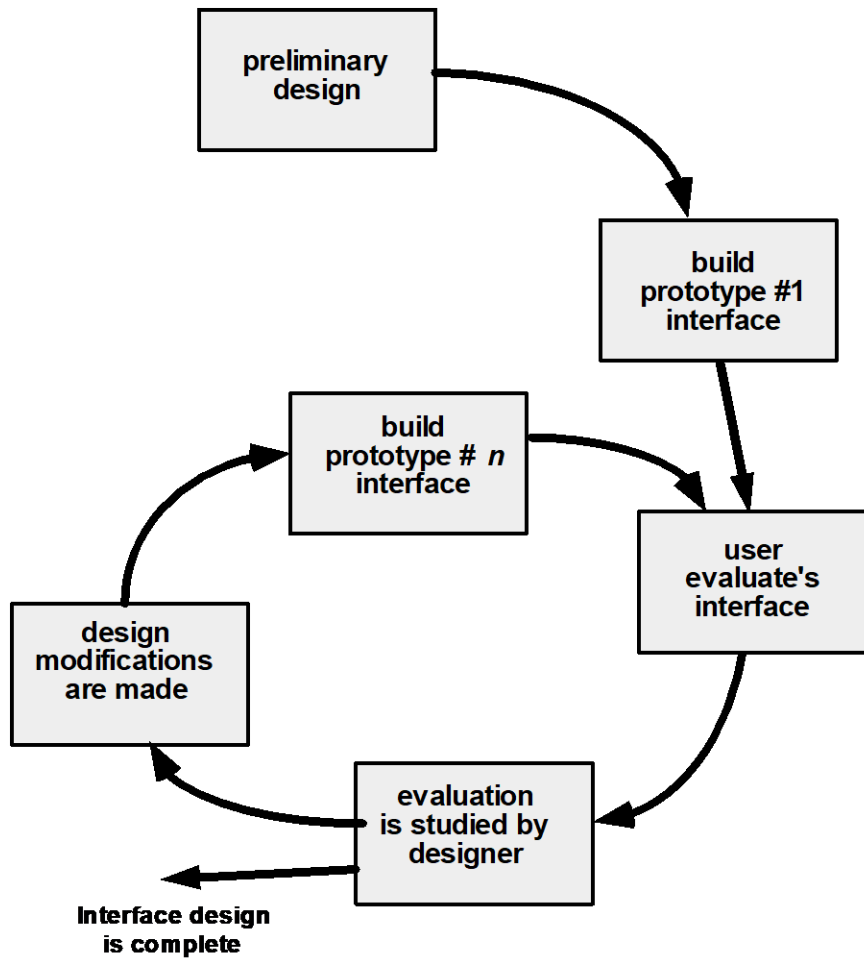 preliminary
design
build
prototype #1
interface
build
prototype # n
interface
user
evaluate's
interface
design
modifications
are made
evaluation
is studied by
designer
Interface design
is complete